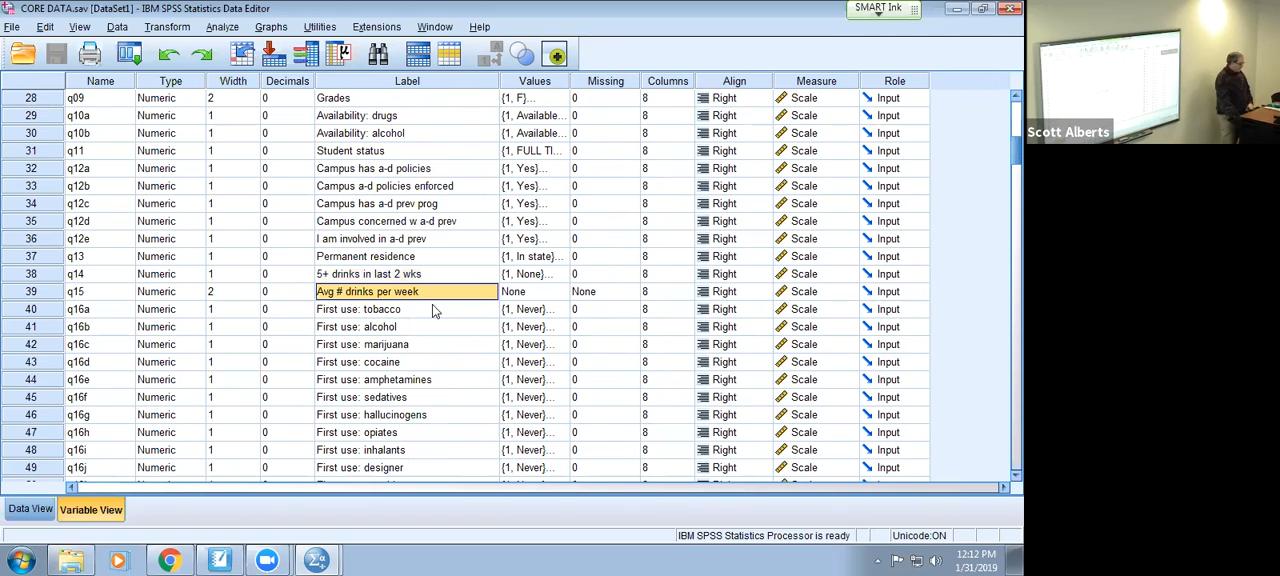 CORE DATA.sav [DataSet1] - IBM SPSS Statistics Data Editor
SMART Ink
File Edit View Data Transform Analyze Graphs Utilities Extensions Window Help
Name Type Width Decimals Label Values Missing Columns Align Measure Role
28 q09 Numeric 2 0 Grades {1, F}... 0 8 Right Scale Input
29 q10a Numeric 1 0 Availability: drugs {1, Available... 0 8 Right Scale Input
30 q10b Numeric 1 0 Availability: alcohol {1, Available... 0 8 Right Scale Input
31 q11 Numeric 1 0 Student status {1, FULL TI... 0 8 Right Scale Input
32 q12a Numeric 1 0 Campus has a-d policies {1, Yes}... 0 8 Right Scale Input
33 q12b Numeric 1 0 Campus a-d policies enforced {1, Yes}... 0 8 Right Scale Input
34 q12c Numeric 1 0 Campus has a-d prev prog {1, Yes}... 0 8 Right Scale Input
35 q12d Numeric 1 0 Campus concerned w a-d prev {1, Yes}... 0 8 Right Scale Input
36 q12e Numeric 1 0 I am involved in a-d prev {1, Yes}... 0 8 Right Scale Input
37 q13 Numeric 1 0 Permanent residence {1, In state}... 0 8 Right Scale Input
38 q14 Numeric 1 0 5+ drinks in last 2 wks {1, None}... 0 8 Right Scale Input
39 q15 Numeric 2 0 Avg # drinks per week None None 8 Right Scale Input
40 q16a Numeric 1 0 First use: tobacco {1, Never}... 0 8 Right Scale Input
41 q16b Numeric 1 0 First use: alcohol {1, Never}... 0 8 Right Scale Input
42 q16c Numeric 1 0 First use: marijuana {1, Never}... 0 8 Right Scale Input
43 q16d Numeric 1 0 First use: cocaine {1, Never}... 0 8 Right Scale Input
44 q16e Numeric 1 0 First use: amphetamines {1, Never}... 0 8 Right Scale Input
45 q16f Numeric 1 0 First use: sedatives {1, Never}... 0 8 Right Scale Input
46 q16g Numeric 1 0 First use: hallucinogens {1, Never}... 0 8 Right Scale Input
47 q16h Numeric 1 0 First use: opiates {1, Never}... 0 8 Right Scale Input
48 q16i Numeric 1 0 First use: inhalants {1, Never}... 0 8 Right Scale Input
49 q16j Numeric 1 0 First use: designer {1, Never}... 0 8 Right Scale Input
Data View Variable View
IBM SPSS Statistics Processor is ready Unicode:ON
12:12 PM
1/31/2019
Scott Alberts